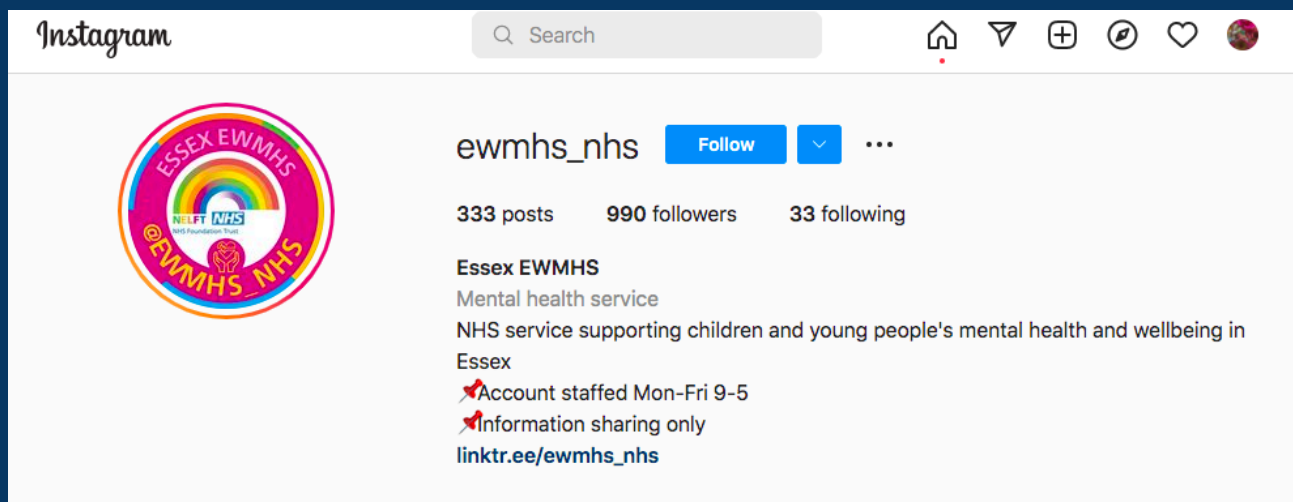 Instagram
Search
ESSEX EWMHS
NELFT NHS
NHS Foundation Trust
@EWMHS_NHS
ewmhs_nhs Follow
333 posts 990 followers 33 following
Essex EWMHS
Mental health service
NHS service supporting children and young people's mental health and wellbeing in
Essex
📌Account staffed Mon-Fri 9-5
📌Information sharing only
linktr.ee/ewmhs_nhs